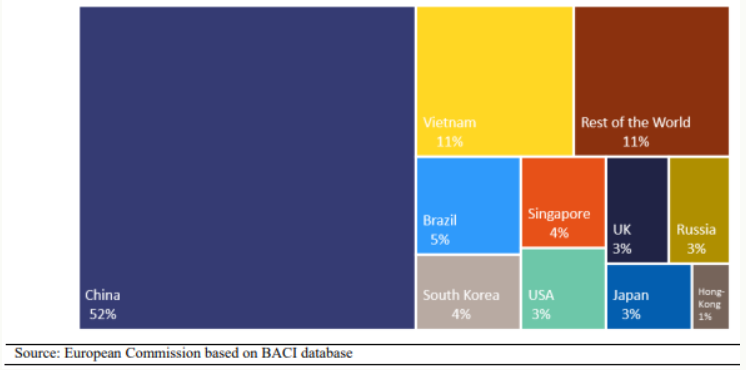 Vietnam
11%
Rest of the World
11%
Brazil
5%
Singapore
4%
UK
3%
Russia
3%
China
52%
South Korea
4%
USA
3%
Japan
3%
Hong-
Kong
1%
Source: European Commission based on BACI database